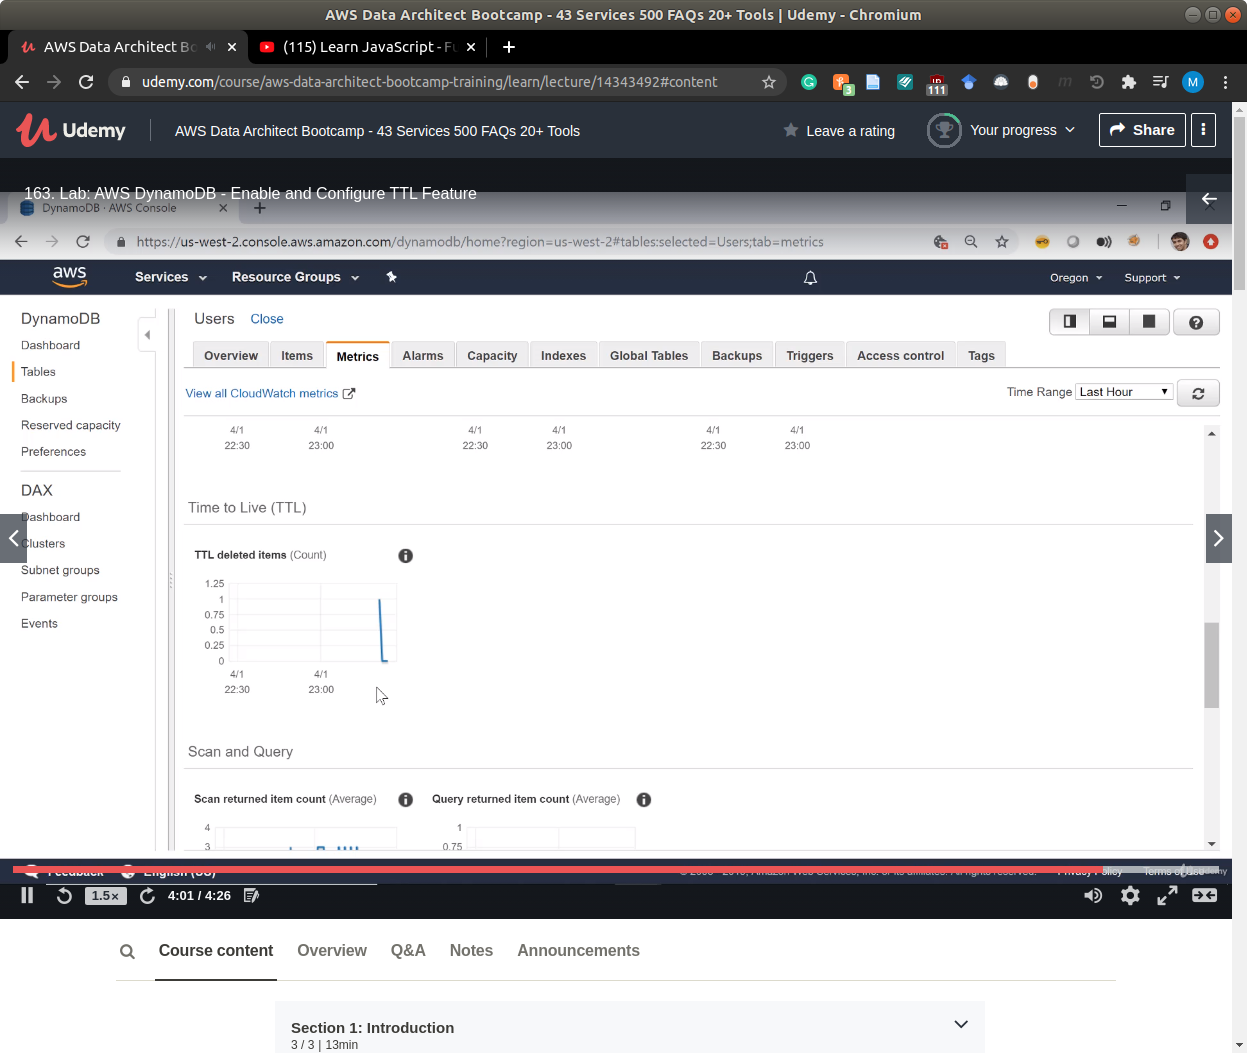 AWS Data Architect Bootcamp - 43 Services 500 FAQs 20+ Tools | Udemy - Chromium
AWS Data Architect Bo
(115) Learn JavaScript - Fu
udemy.com/course/aws-data-architect-bootcamp-training/learn/lecture/14343492#content
3
111
M
Udemy
AWS Data Architect Bootcamp - 43 Services 500 FAQs 20+ Tools
Leave a rating
Your progress
Share
163. Lab: AWS DynamoDB - Enable and Configure TTL Feature
DynamoDB · AWS Console
https://us-west-2.console.aws.amazon.com/dynamodb/home?region=us-west-2#tables:selected=Users;tab=metrics
aws
Services
Resource Groups
Oregon
Support
DynamoDB
Dashboard
Tables
Backups
Reserved capacity
Preferences
DAX
Dashboard
Clusters
Subnet groups
Parameter groups
Events
Users Close
Overview Items Metrics Alarms Capacity Indexes Global Tables Backups Triggers Access control Tags
View all CloudWatch metrics
Time Range Last Hour
4/1 4/1 4/1 4/1 4/1 4/1
22:30 23:00 22:30 23:00 22:30 23:00
Time to Live (TTL)
TTL deleted items (Count)
1.25
1
0.75
0.5
0.25
0
4/1 4/1
22:30 23:00
Scan and Query
Scan returned item count (Average)
Query returned item count (Average)
4
3
1
0.75
Feedback
English (US)
Privacy Policy
Terms of Use
1.5x
4:01 / 4:26
Course content Overview Q&A Notes Announcements
Section 1: Introduction
3 / 3 | 13min